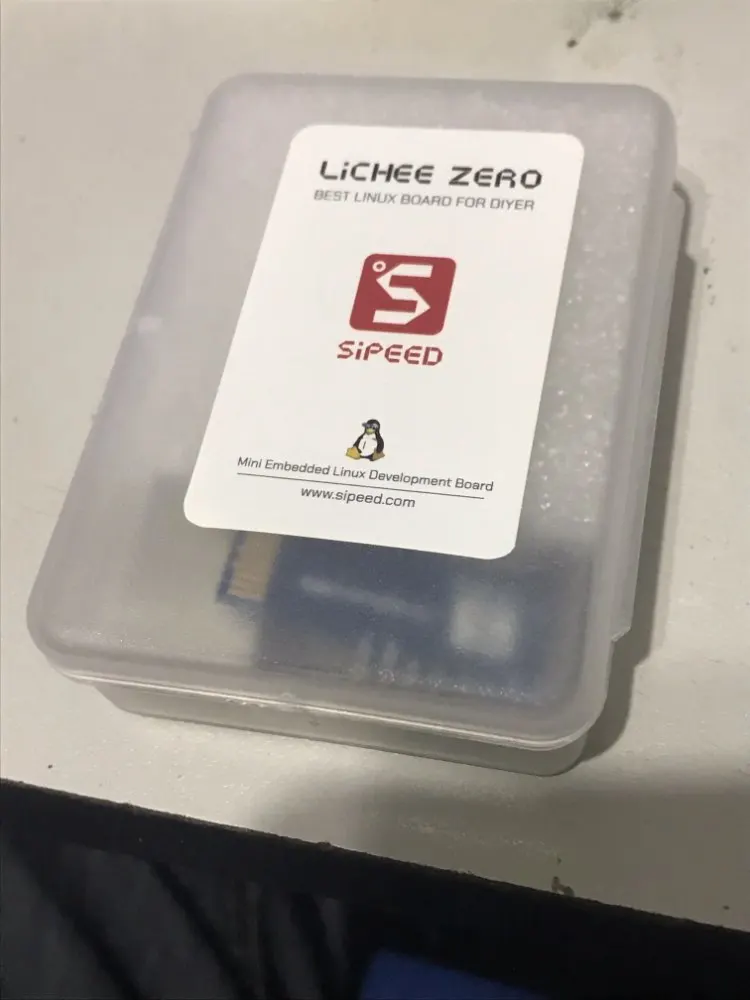 LiCHEE ZERO
BEST LINUX BOARD FOR DIYER
S
SiPEED
Mini Embedded Linux Development Board
www.sipeed.com